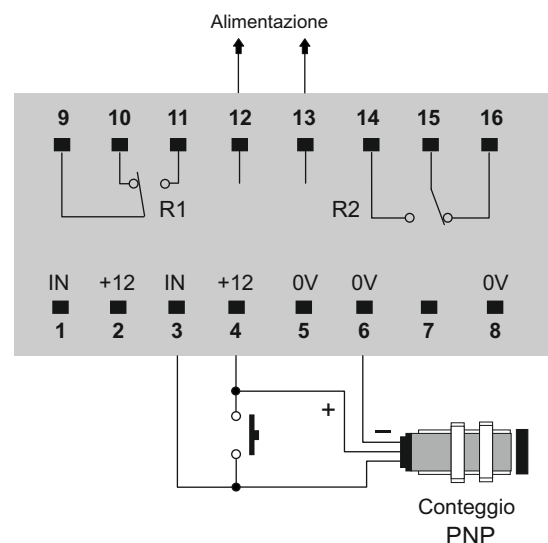 Alimentazione
9 10 11 12 13 14 15 16
R1 R2
IN +12 IN +12 0V 0V 0V
1 2 3 4 5 6 7 8
+ −
Conteggio
PNP